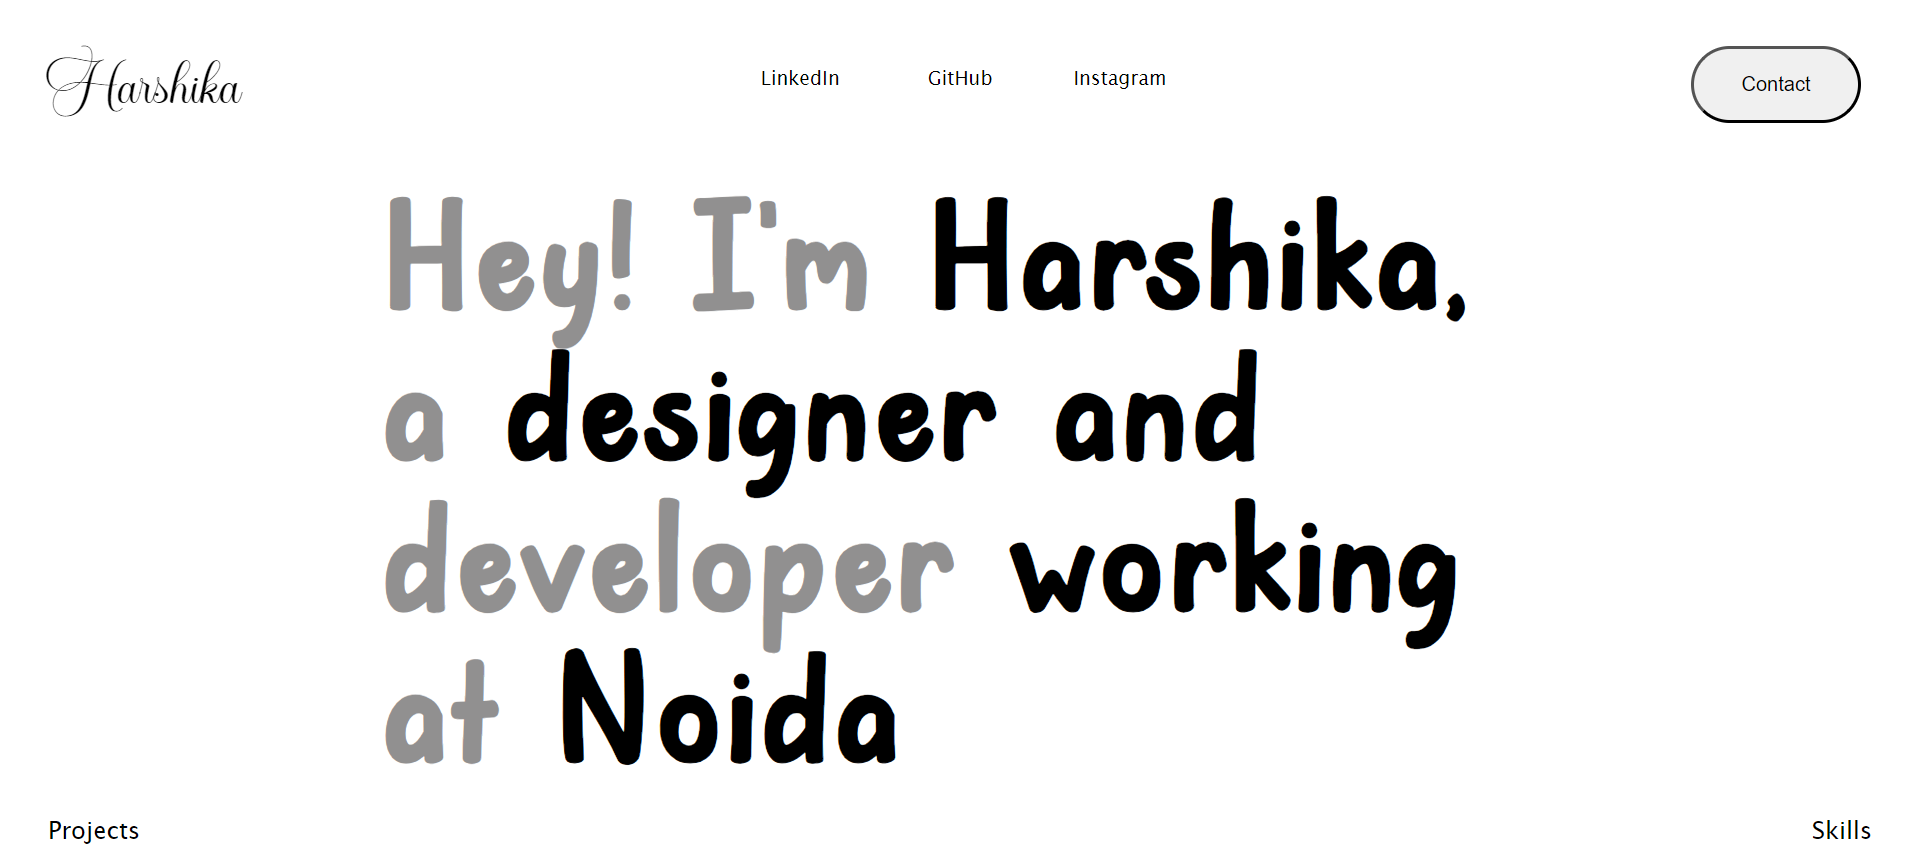 Harshika
LinkedIn
GitHub
Instagram
Contact
Hey! I'm Harshika,
a designer and
developer working
at Noida
Projects
Skills